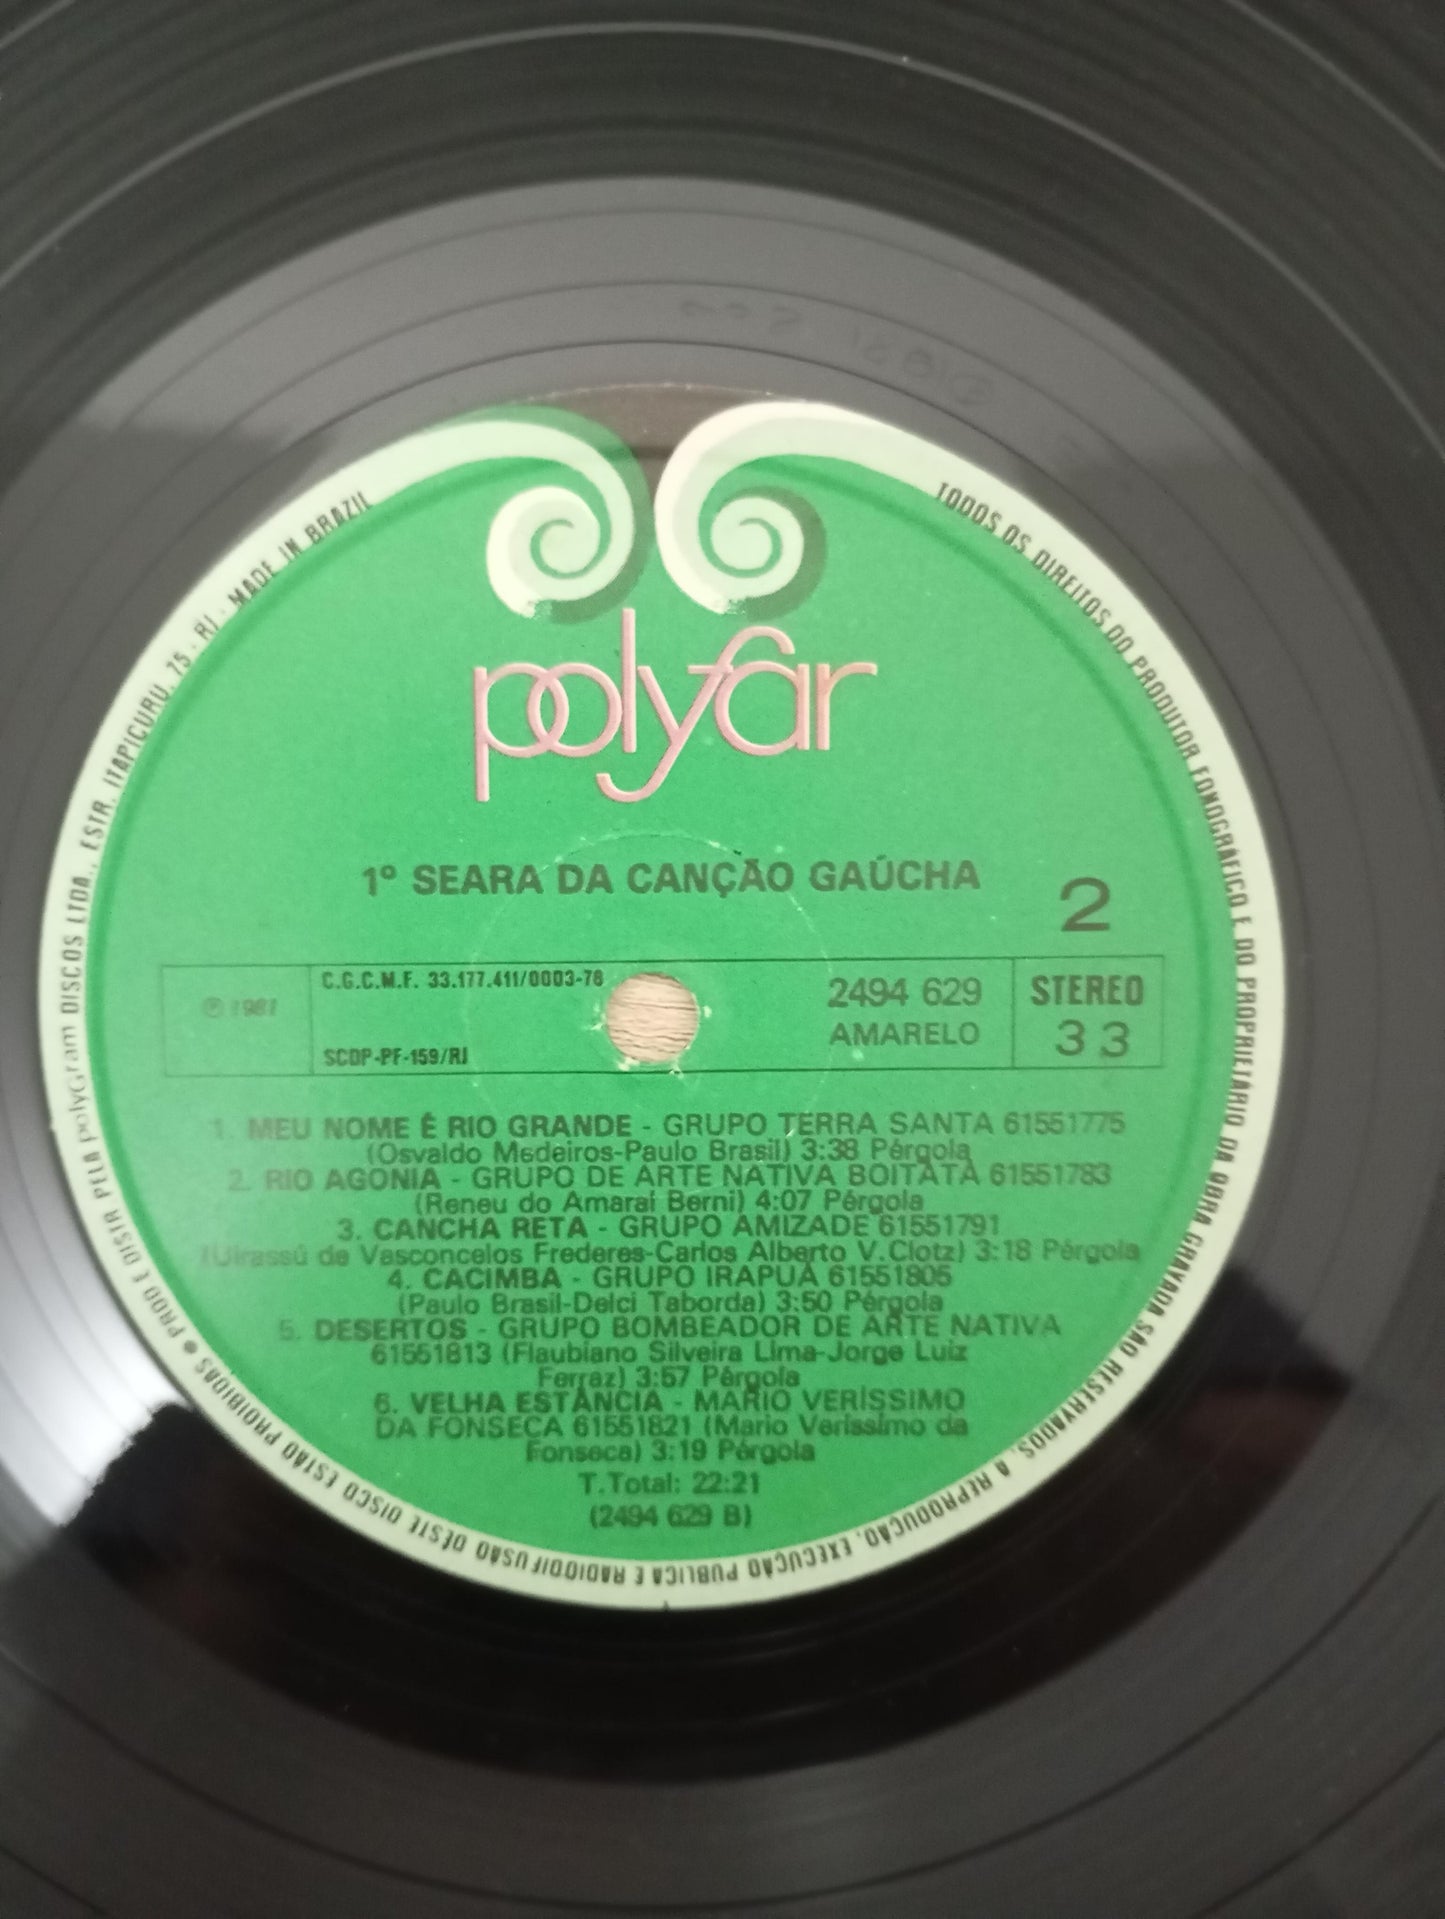 polyfar
1º SEARA DA CANÇÃO GAÚCHA
2
℗ 1981
C.G.C.M.F. 33.177.411/0003-78
SCDP-PF-159/RJ
2494 629
AMARELO
STEREO
33
1. MEU NOME É RIO GRANDE - GRUPO TERRA SANTA 61551775
(Osvaldo Medeiros-Paulo Brasil) 3:38 Pérgola
2. RIO AGONIA - GRUPO DE ARTE NATIVA BOITATÁ 61551783
(Reneu do Amaral Berni) 4:07 Pérgola
3. CANCHA RETA - GRUPO AMIZADE 61551791
(Uirassú de Vasconcelos Frederes-Carlos Alberto V.Clotz) 3:18 Pérgola
4. CACIMBA - GRUPO IRAPUÁ 61551805
(Paulo Brasil-Delci Taborda) 3:50 Pérgola
5. DESERTOS - GRUPO BOMBEADOR DE ARTE NATIVA
61551813 (Flaubiano Silveira Lima-Jorge Luiz
Ferraz) 3:57 Pérgola
6. VELHA ESTÂNCIA - MARIO VERÍSSIMO
DA FONSECA 61551821 (Mario Veríssimo da
Fonseca) 3:19 Pérgola
T.Total: 22:21
(2494 629 B)
TODOS OS DIREITOS DO PRODUTOR FONOGRÁFICO E DO PROPRIETÁRIO DA OBRA GRAVADA SÃO RESERVADOS. A REPRODUÇÃO, EXECUÇÃO PÚBLICA E RADIODIFUSÃO DESTE DISCO ESTÃO PROIBIDAS ● PROD E DISTR PELA polyGram DISCOS LTDA., ESTR. ITAPICURU, 75 - RJ - MADE IN BRAZIL